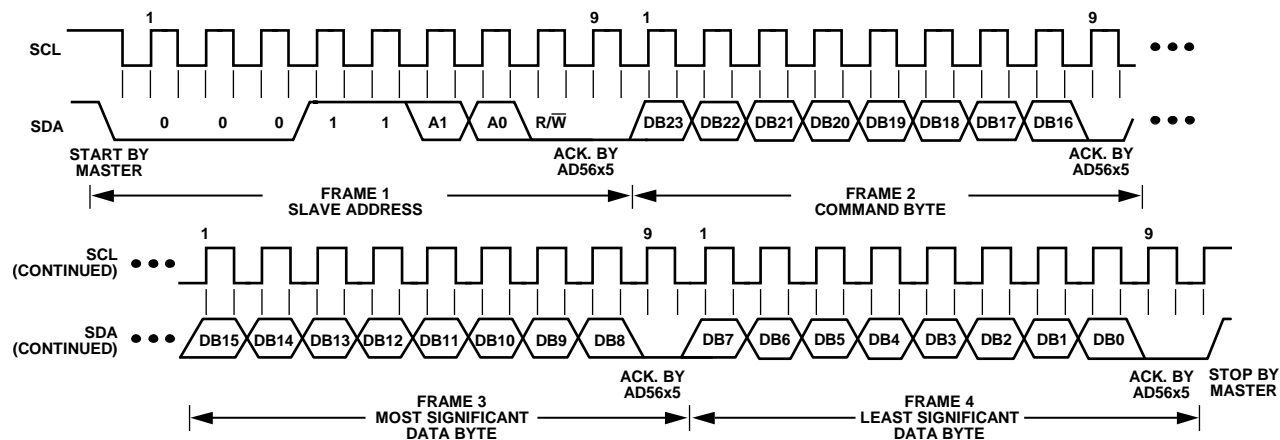 1 9 1 9
SCL
SDA
0 0 0 1 1 A1 A0 R/W̅ DB23 DB22 DB21 DB20 DB19 DB18 DB17 DB16
START BY
MASTER
ACK. BY
AD56x5
ACK. BY
AD56x5
FRAME 1
SLAVE ADDRESS
FRAME 2
COMMAND BYTE
1 9 1 9
SCL
(CONTINUED)
SDA
(CONTINUED)
DB15 DB14 DB13 DB12 DB11 DB10 DB9 DB8 DB7 DB6 DB5 DB4 DB3 DB2 DB1 DB0
ACK. BY
AD56x5
ACK. BY
AD56x5
STOP BY
MASTER
FRAME 3
MOST SIGNIFICANT
DATA BYTE
FRAME 4
LEAST SIGNIFICANT
DATA BYTE